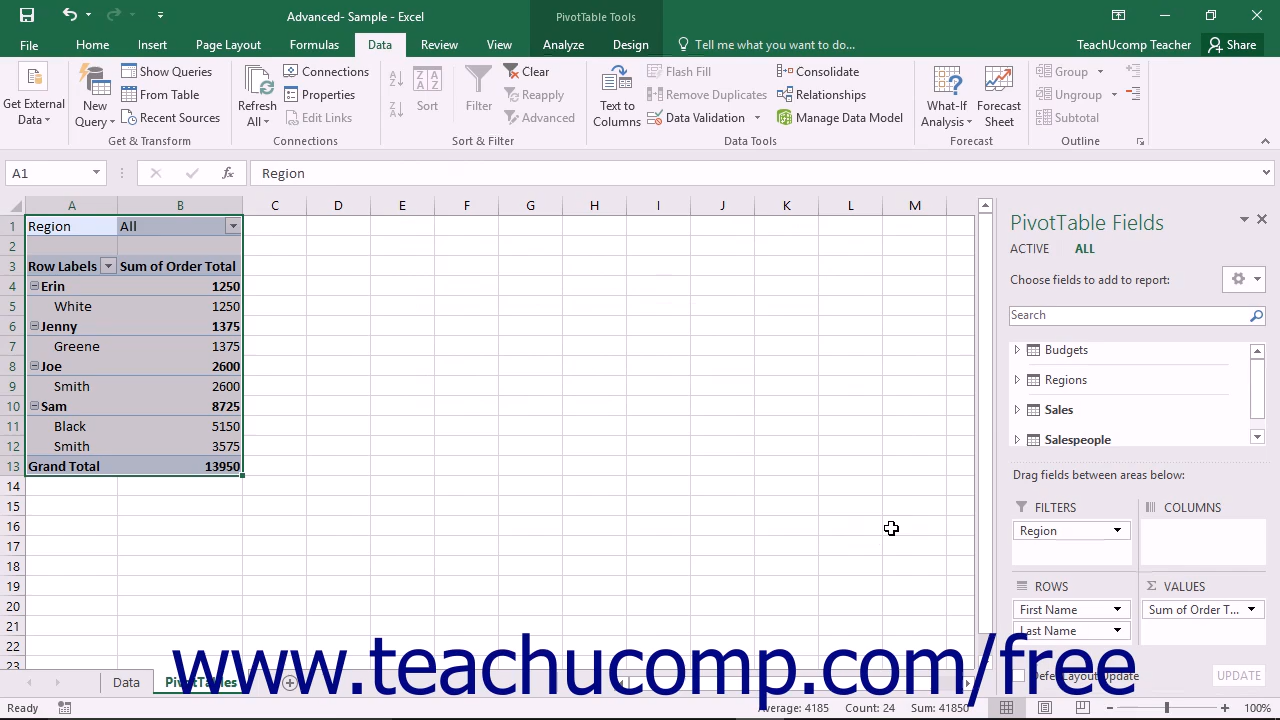 Advanced- Sample - Excel
PivotTable Tools
File Home Insert Page Layout Formulas Data Review View Analyze Design Tell me what you want to do... TeachUcomp Teacher Share
Get External Data
New Query
Show Queries
From Table
Recent Sources
Get & Transform
Refresh All
Connections
Properties
Edit Links
Connections
Sort
Filter
Clear
Reapply
Advanced
Sort & Filter
Text to Columns
Flash Fill
Remove Duplicates
Data Validation
Consolidate
Relationships
Manage Data Model
Data Tools
What-If Analysis
Forecast Sheet
Forecast
Group
Ungroup
Subtotal
Outline
A1 fx Region
A B C D E F G H I J K L M
1 Region All
2
3 Row Labels Sum of Order Total
4 Erin 1250
5 White 1250
6 Jenny 1375
7 Greene 1375
8 Joe 2600
9 Smith 2600
10 Sam 8725
11 Black 5150
12 Smith 3575
13 Grand Total 13950
14
15
16
17
18
19
20
21
22
23
PivotTable Fields
ACTIVE ALL
Choose fields to add to report:
Search
Budgets
Regions
Sales
Salespeople
Drag fields between areas below:
FILTERS COLUMNS
Region
ROWS VALUES
First Name Sum of Order T...
Last Name
Defer Layout Update UPDATE
www.teachucomp.com/free
Data PivotTables
Ready Average: 4185 Count: 24 Sum: 41850 100%